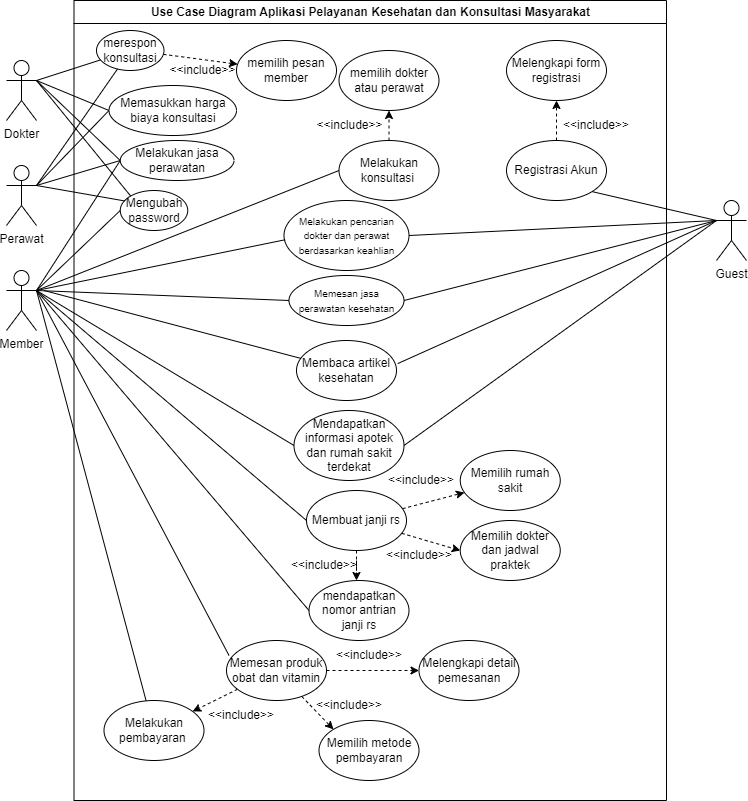 Use Case Diagram Aplikasi Pelayanan Kesehatan dan Konsultasi Masyarakat
merespon
konsultasi
<<include>>
memilih pesan
member
memilih dokter
atau perawat
Melengkapi form
registrasi
Dokter
Memasukkan harga
biaya konsultasi
<<include>>
<<include>>
Melakukan jasa
perawatan
Melakukan
konsultasi
Registrasi Akun
Perawat
Mengubah
password
Melakukan pencarian
dokter dan perawat
berdasarkan keahlian
Guest
Member
Memesan jasa
perawatan kesehatan
Membaca artikel
kesehatan
Mendapatkan
informasi apotek
dan rumah sakit
terdekat
<<include>>
Memilih rumah
sakit
Membuat janji rs
<<include>>
Memilih dokter
dan jadwal
praktek
<<include>>
mendapatkan
nomor antrian
janji rs
Memesan produk
obat dan vitamin
<<include>>
Melengkapi detail
pemesanan
<<include>>
<<include>>
Melakukan
pembayaran
Memilih metode
pembayaran